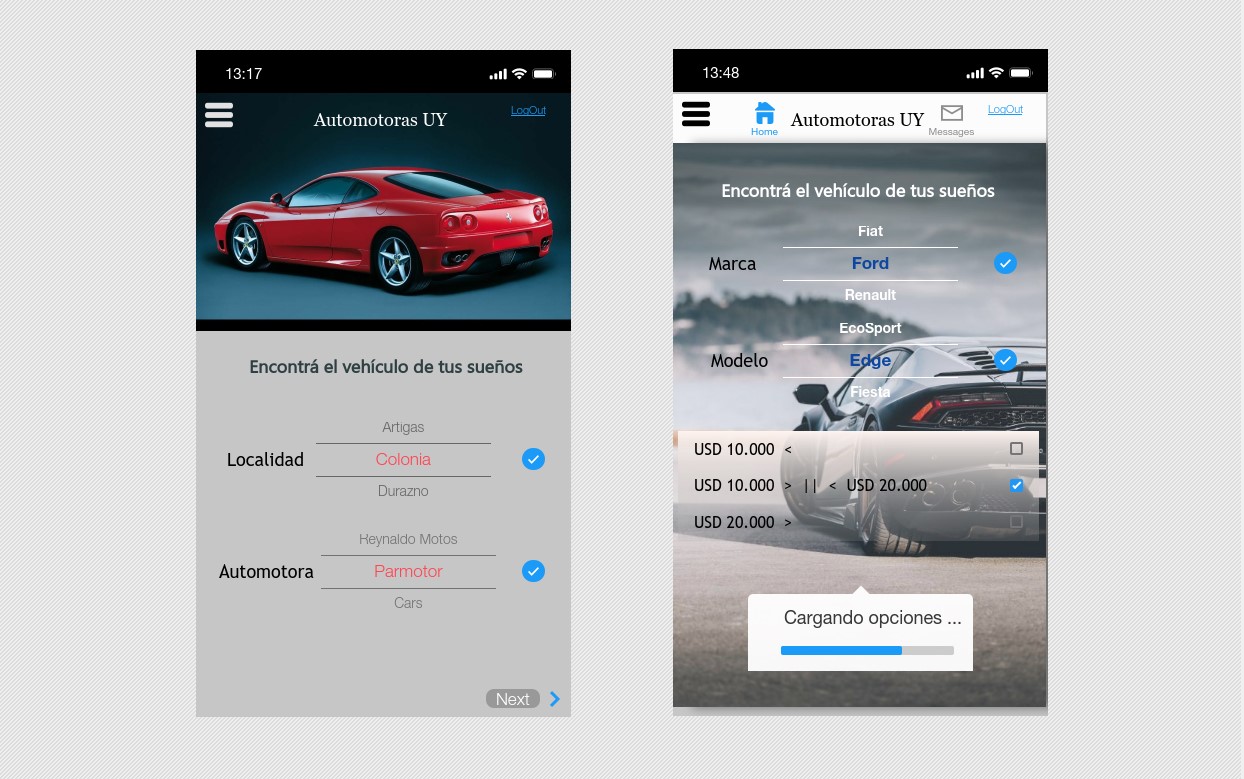 13:17
LogOut
Automotoras UY
Encontrá el vehículo de tus sueños
Artigas
Localidad
Colonia
Durazno
Heynaldo Motos
Automotora
Parmotor
Cars
Next
13:48
Home
Automotoras UY
Messages
LogOut
Encontrá el vehículo de tus sueños
Fiat
Marca
Ford
Renault
EcoSport
Modelo
Edge
Fiesta
USD 10.000 <
USD 10.000 > || < USD 20.000
USD 20.000 >
Cargando opciones ...